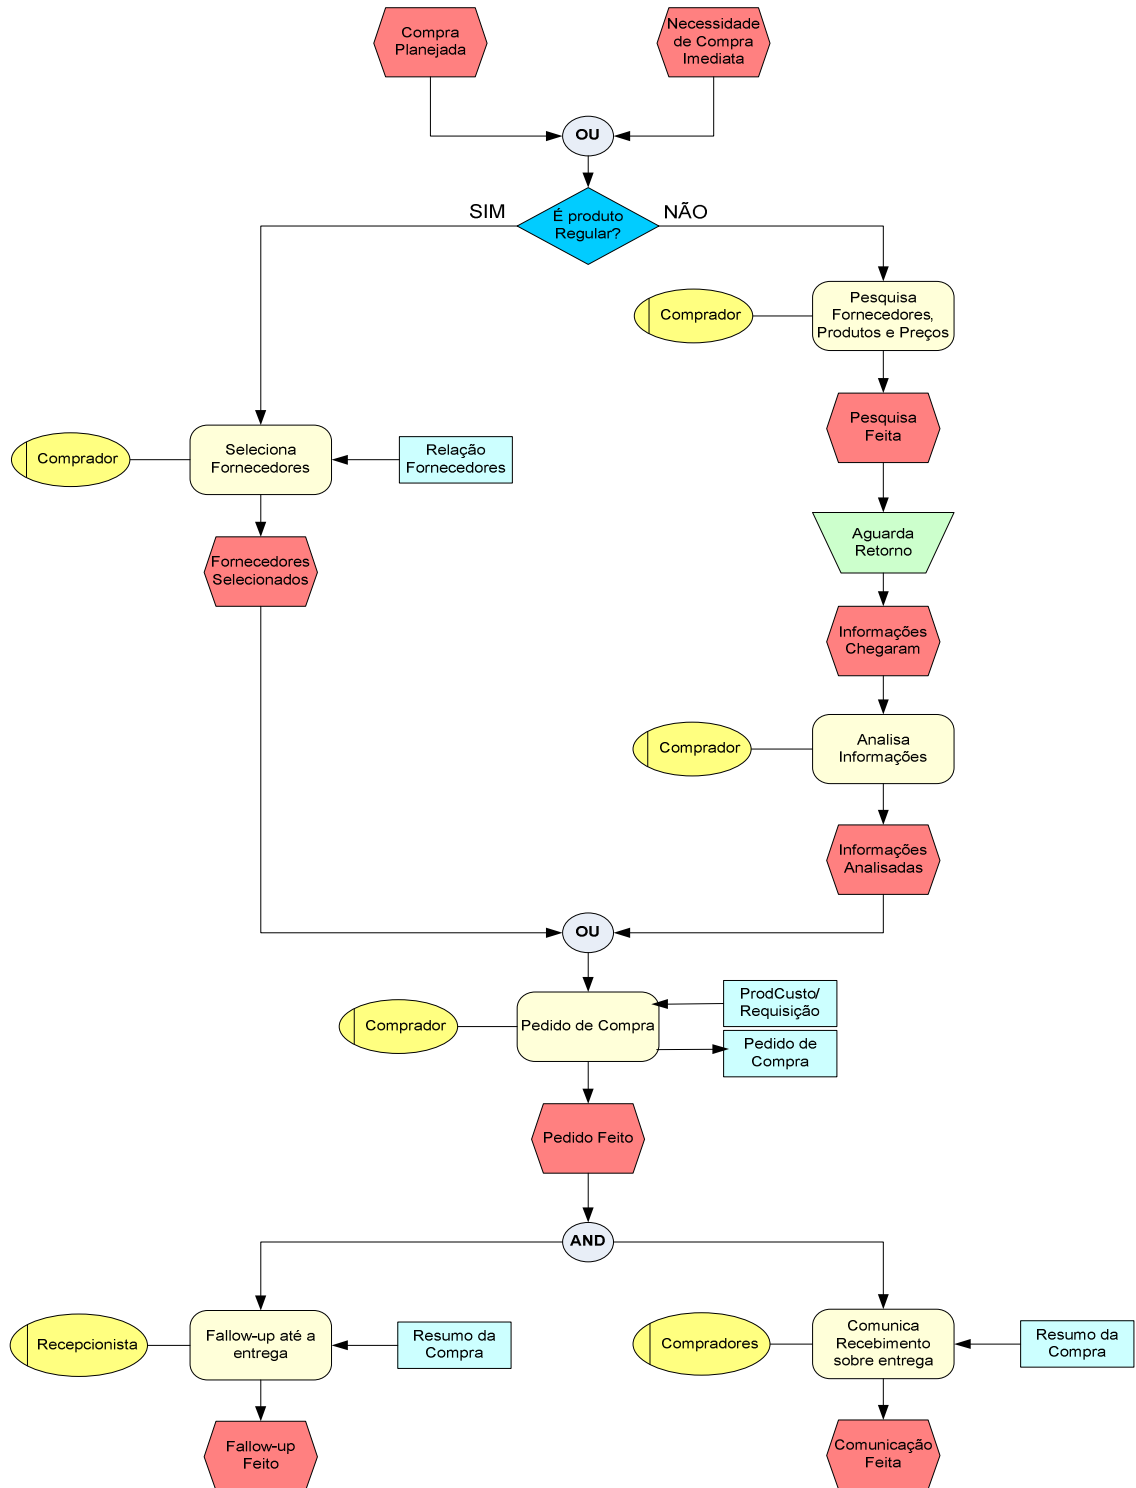 Compra
Planejada
Necessidade
de Compra
Imediata
OU
SIM
É produto
Regular?
NÃO
Comprador
Pesquisa
Fornecedores,
Produtos e Preços
Pesquisa
Feita
Comprador
Seleciona
Fornecedores
Relação
Fornecedores
Aguarda
Retorno
Fornecedores
Selecionados
Informações
Chegaram
Comprador
Analisa
Informações
Informações
Analisadas
OU
Comprador
Pedido de Compra
ProdCusto/
Requisição
Pedido de
Compra
Pedido Feito
AND
Recepcionista
Fallow-up até a
entrega
Resumo da
Compra
Compradores
Comunica
Recebimento
sobre entrega
Resumo da
Compra
Fallow-up
Feito
Comunicação
Feita